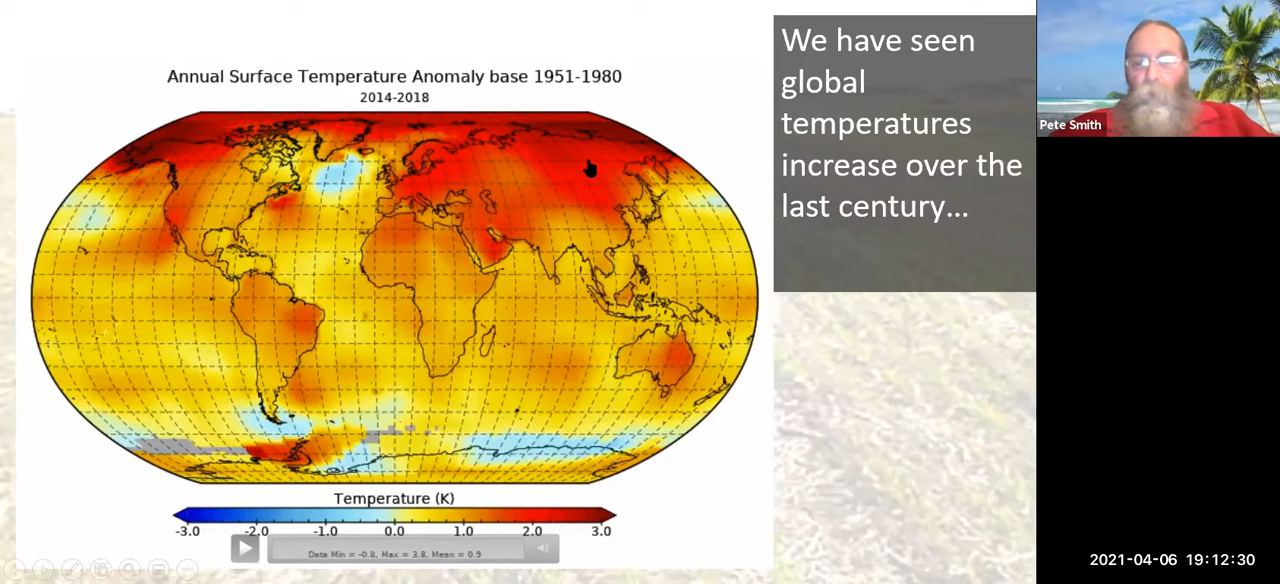 Annual Surface Temperature Anomaly base 1951-1980
2014-2018
Temperature (K)
-3.0 -2.0 -1.0 0.0 1.0 2.0 3.0
Data Min = -0.8, Max = 3.8, Mean = 0.9
We have seen
global
temperatures
increase over the
last century...
Pete Smith
2021-04-06 19:12:30